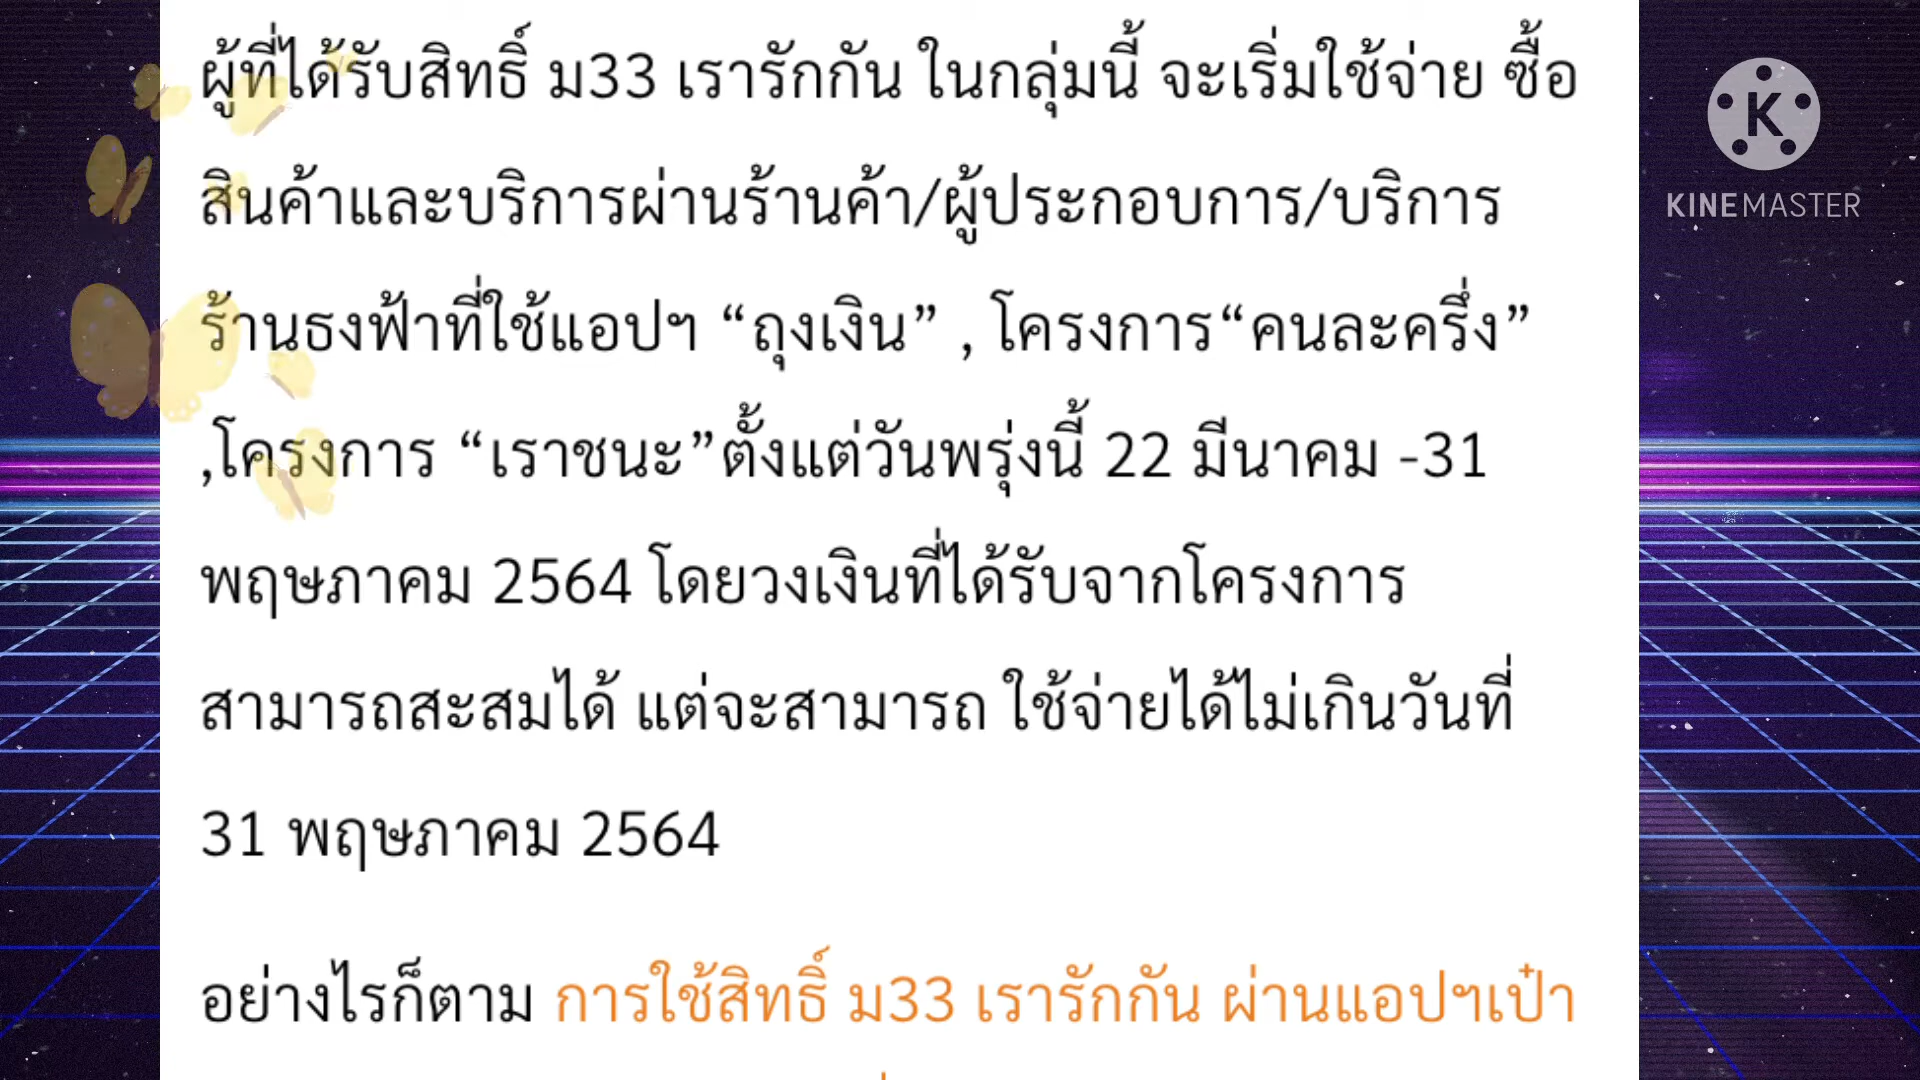 ผู้ที่ได้รับสิทธิ์ ม33 เรารักกัน ในกลุ่มนี้ จะเริ่มใช้จ่าย ซื้อ
สินค้าและบริการผ่านร้านค้า/ผู้ประกอบการ/บริการ
ร้านธงฟ้าที่ใช้แอปฯ “ถุงเงิน” , โครงการ“คนละครึ่ง”
,โครงการ “เราชนะ”ตั้งแต่วันพรุ่งนี้ 22 มีนาคม -31
พฤษภาคม 2564 โดยวงเงินที่ได้รับจากโครงการ
สามารถสะสมได้ แต่จะสามารถ ใช้จ่ายได้ไม่เกินวันที่
31 พฤษภาคม 2564
อย่างไรก็ตาม การใช้สิทธิ์ ม33 เรารักกัน ผ่านแอปฯเป๋า
K
KINEMASTER